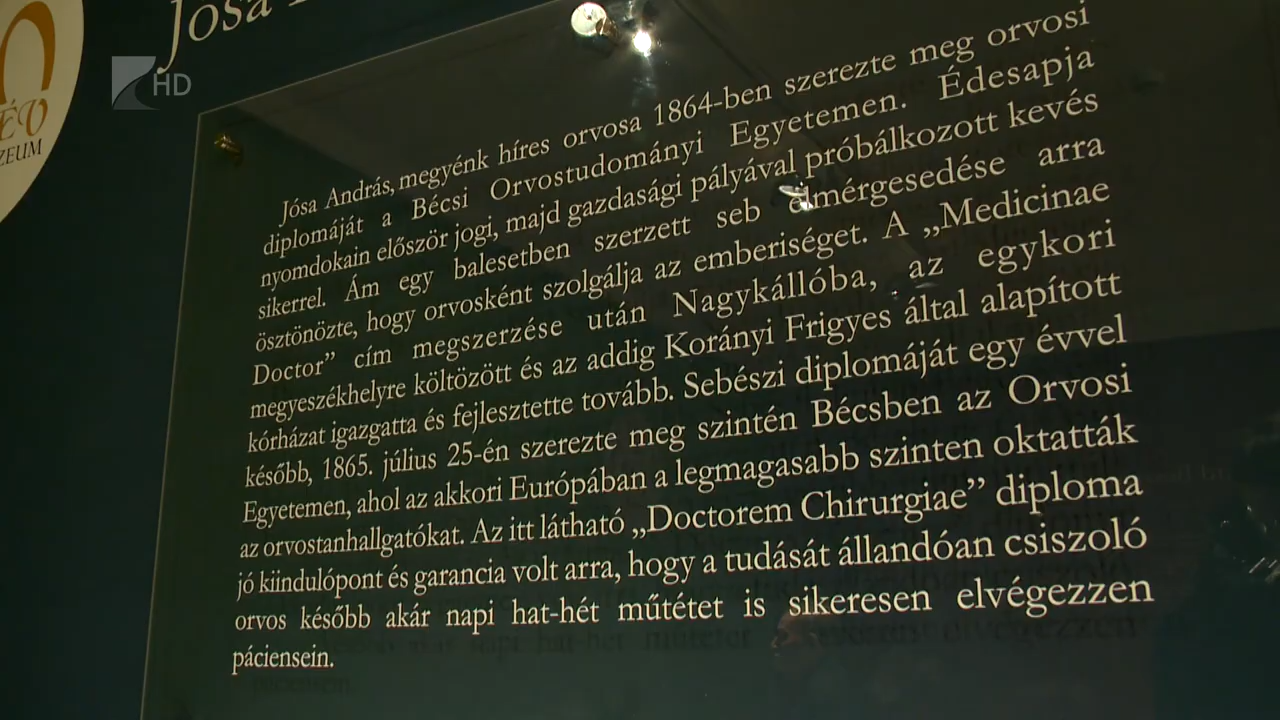 Jósa
HD
ÉV
ZEUM
Jósa András, megyénk híres orvosa 1864-ben szerezte meg orvosi
diplomáját a Bécsi Orvostudományi Egyetemen. Édesapja
nyomdokain először jogi, majd gazdasági pályával próbálkozott kevés
sikerrel. Ám egy balesetben szerzett seb elmérgesedése arra
ösztönözte, hogy orvosként szolgálja az emberiséget. A „Medicinae
Doctor” cím megszerzése után Nagykállóba, az egykori
megyeszékhelyre költözött és az addig Korányi Frigyes által alapított
kórházat igazgatta és fejlesztette tovább. Sebészi diplomáját egy évvel
később, 1865. július 25-én szerezte meg szintén Bécsben az Orvosi
Egyetemen, ahol az akkori Európában a legmagasabb szinten oktatták
az orvostanhallgatókat. Az itt látható „Doctorem Chirurgiae” diploma
jó kiindulópont és garancia volt arra, hogy a tudását állandóan csiszoló
orvos később akár napi hat-hét műtétet is sikeresen elvégezzen
páciensein.